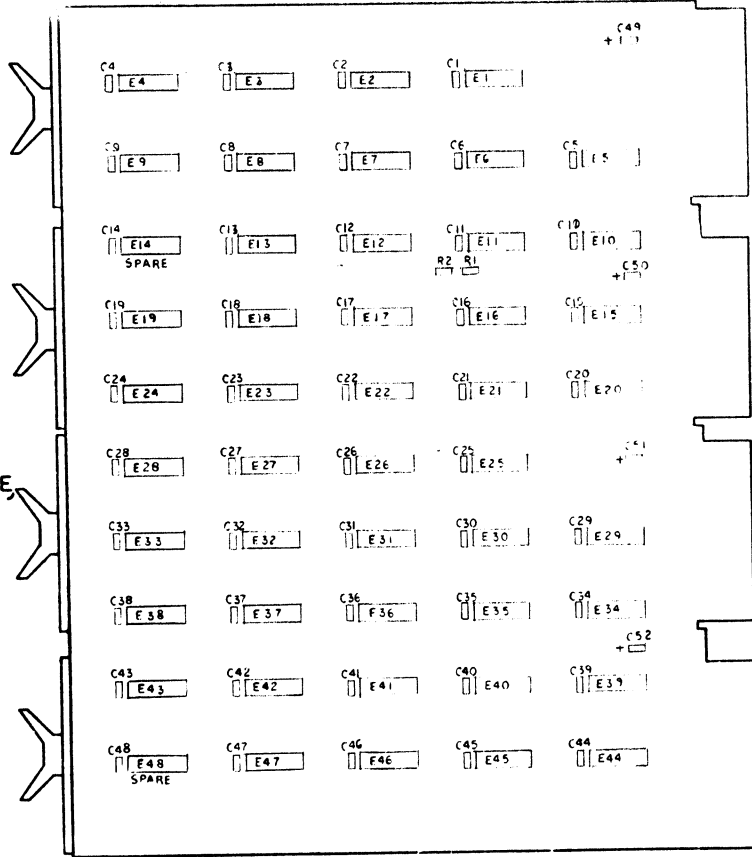 C49
+
C4 C3 C2 C1
E4 E3 E2 E1
C9 C8 C7 C6 C5
E9 E8 E7 E6 E5
C14 C13 C12 C11 C10
E14 E13 E12 E11 E10
SPARE
R2 R1
+ C50
C19 C18 C17 C16 C15
E19 E18 E17 E16 E15
C24 C23 C22 C21 C20
E24 E23 E22 E21 E20
C28 C27 C26 C25
+ C51
E28 E27 E26 E25
E,
C33 C32 C31 C30 C29
E33 E32 E31 E30 E29
C38 C37 C36 C35 C34
E38 E37 E36 E35 E34
+ C52
C43 C42 C41 C40 C39
E43 E42 E41 E40 E39
C48 C47 C46 C45 C44
E48 E47 E46 E45 E44
SPARE